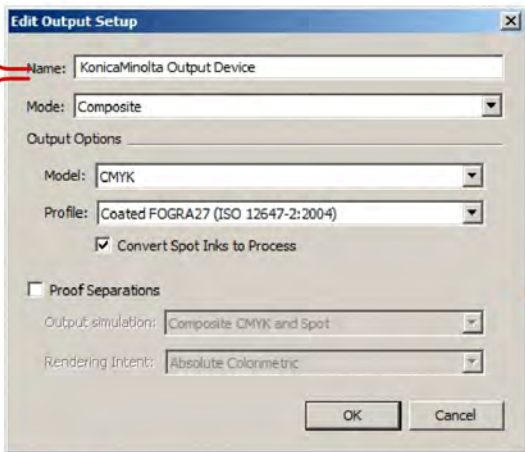 Edit Output Setup
Name: KonicaMinolta Output Device
Mode: Composite
Output Options
Model: CMYK
Profile: Coated FOGRA27 (ISO 12647-2:2004)
Convert Spot Inks to Process
Proof Separations
Output simulation: Composite CMYK and Spot
Rendering Intent: Absolute Colorimetric
OK Cancel